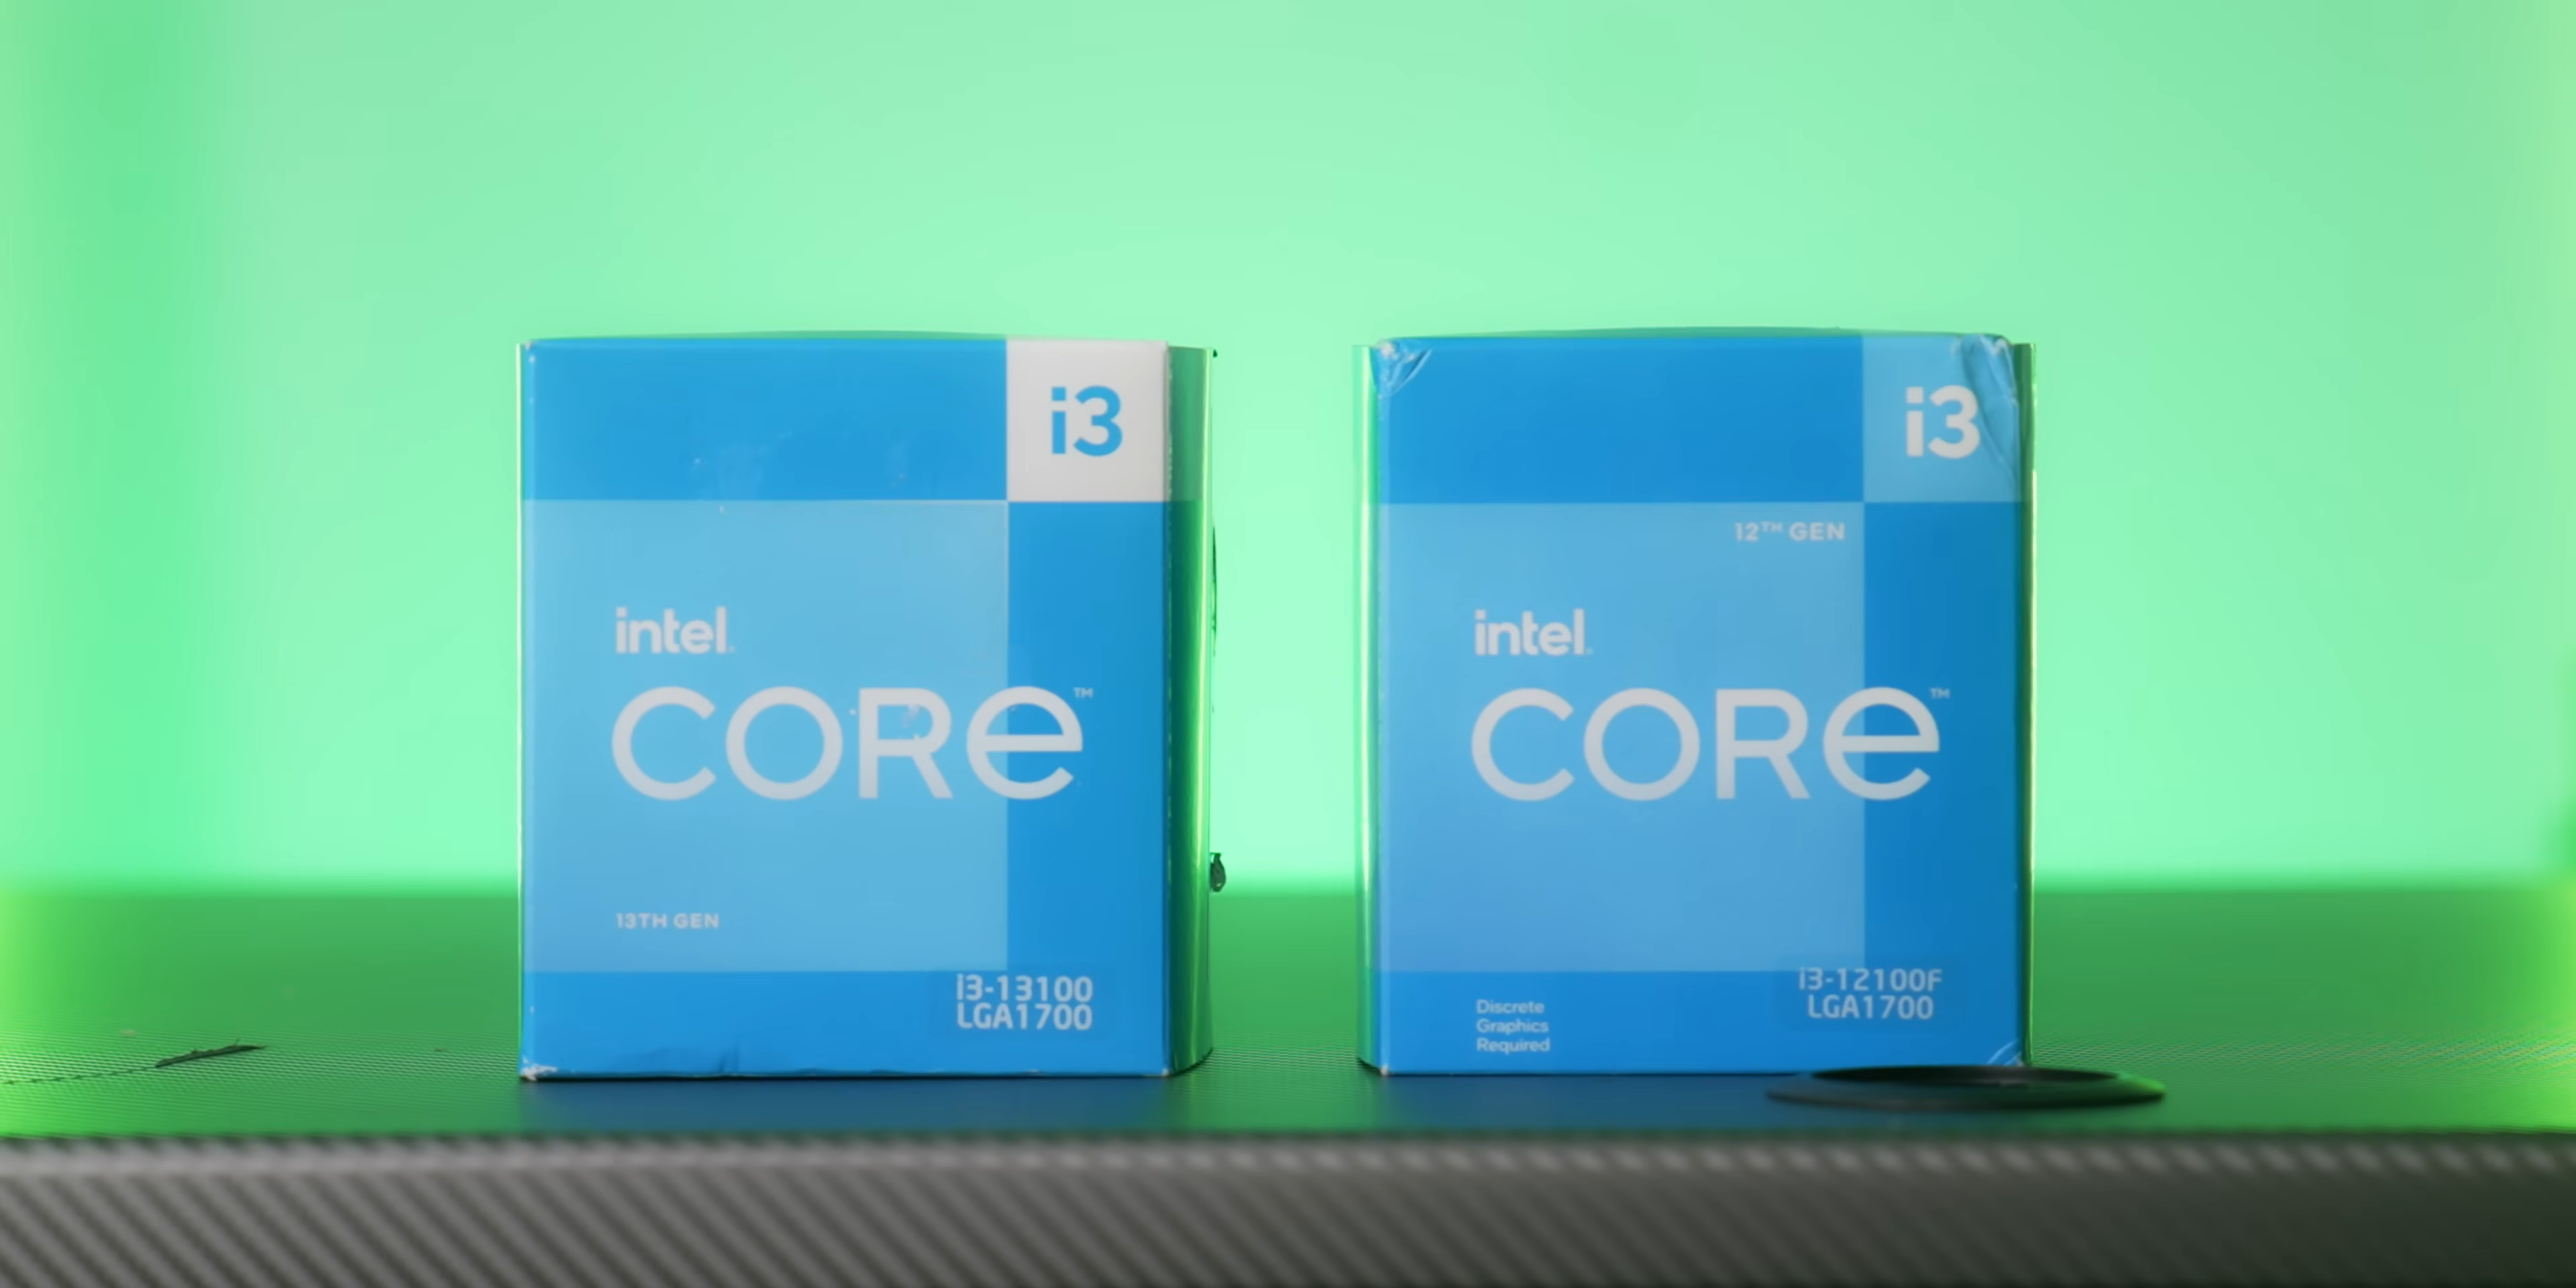 i3
intel.
CORe™
13TH GEN
i3-13100
LGA1700
i3
12TH GEN
intel.
CORe™
Discrete
Graphics
Required
i3-12100F
LGA1700